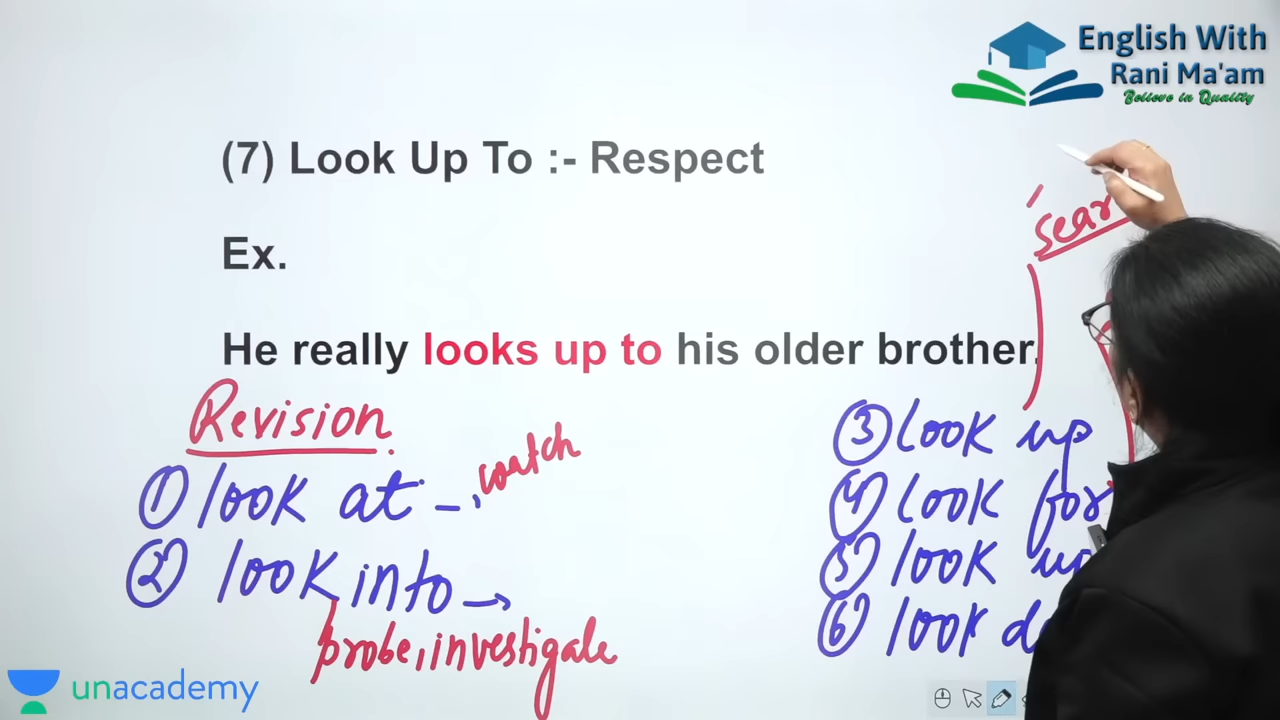 English With
Rani Ma'am
Believe in Quality
(7) Look Up To :- Respect
Ex.
He really looks up to his older brother.
Revision
① look at - , watch
② look into →
probe, investigate
③ look up
④ look for
⑤ look
⑥ look
unacademy